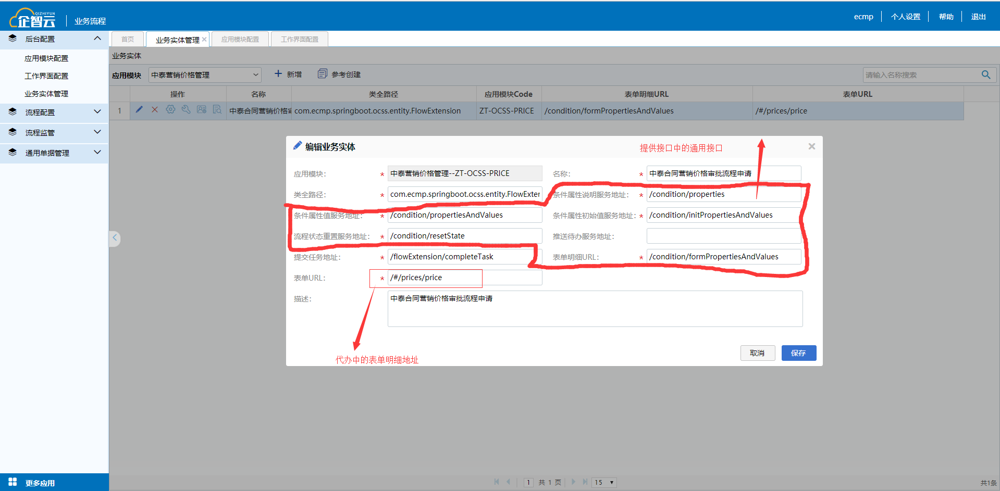 QIZHIYUN
企智云
业务流程
ecmp
个人设置
帮助
退出
后台配置
应用模块配置
工作界面配置
业务实体管理
流程配置
流程监管
通用单据管理
更多应用
首页
业务实体管理
应用模块配置
工作界面配置
业务实体
应用模块
中泰营销价格管理
新增
参考创建
请输入名称搜索
操作 名称 类全路径 应用模块Code 表单明细URL 表单URL
1 中泰合同营销价格审 com.ecmp.springboot.ocss.entity.FlowExtension ZT-OCSS-PRICE /condition/formPropertiesAndValues /#/prices/price
编辑业务实体
提供接口中的通用接口
应用模块: * 中泰营销价格管理--ZT-OCSS-PRICE 名称: * 中泰合同营销价格审批流程申请
类全路径: * com.ecmp.springboot.ocss.entity.FlowExter 条件属性说明服务地址: * /condition/properties
条件属性值服务地址: * /condition/propertiesAndValues 条件属性初始值服务地址: * /condition/initPropertiesAndValues
流程状态重置服务地址: * /condition/resetState 推送待办服务地址:
提交任务地址: * /flowExtension/completeTask 表单明细URL: * /condition/formPropertiesAndValues
表单URL: * /#/prices/price
描述: 中泰合同营销价格审批流程申请
取消
保存
代办中的表单明细地址
1 共 1 页 15
共1条